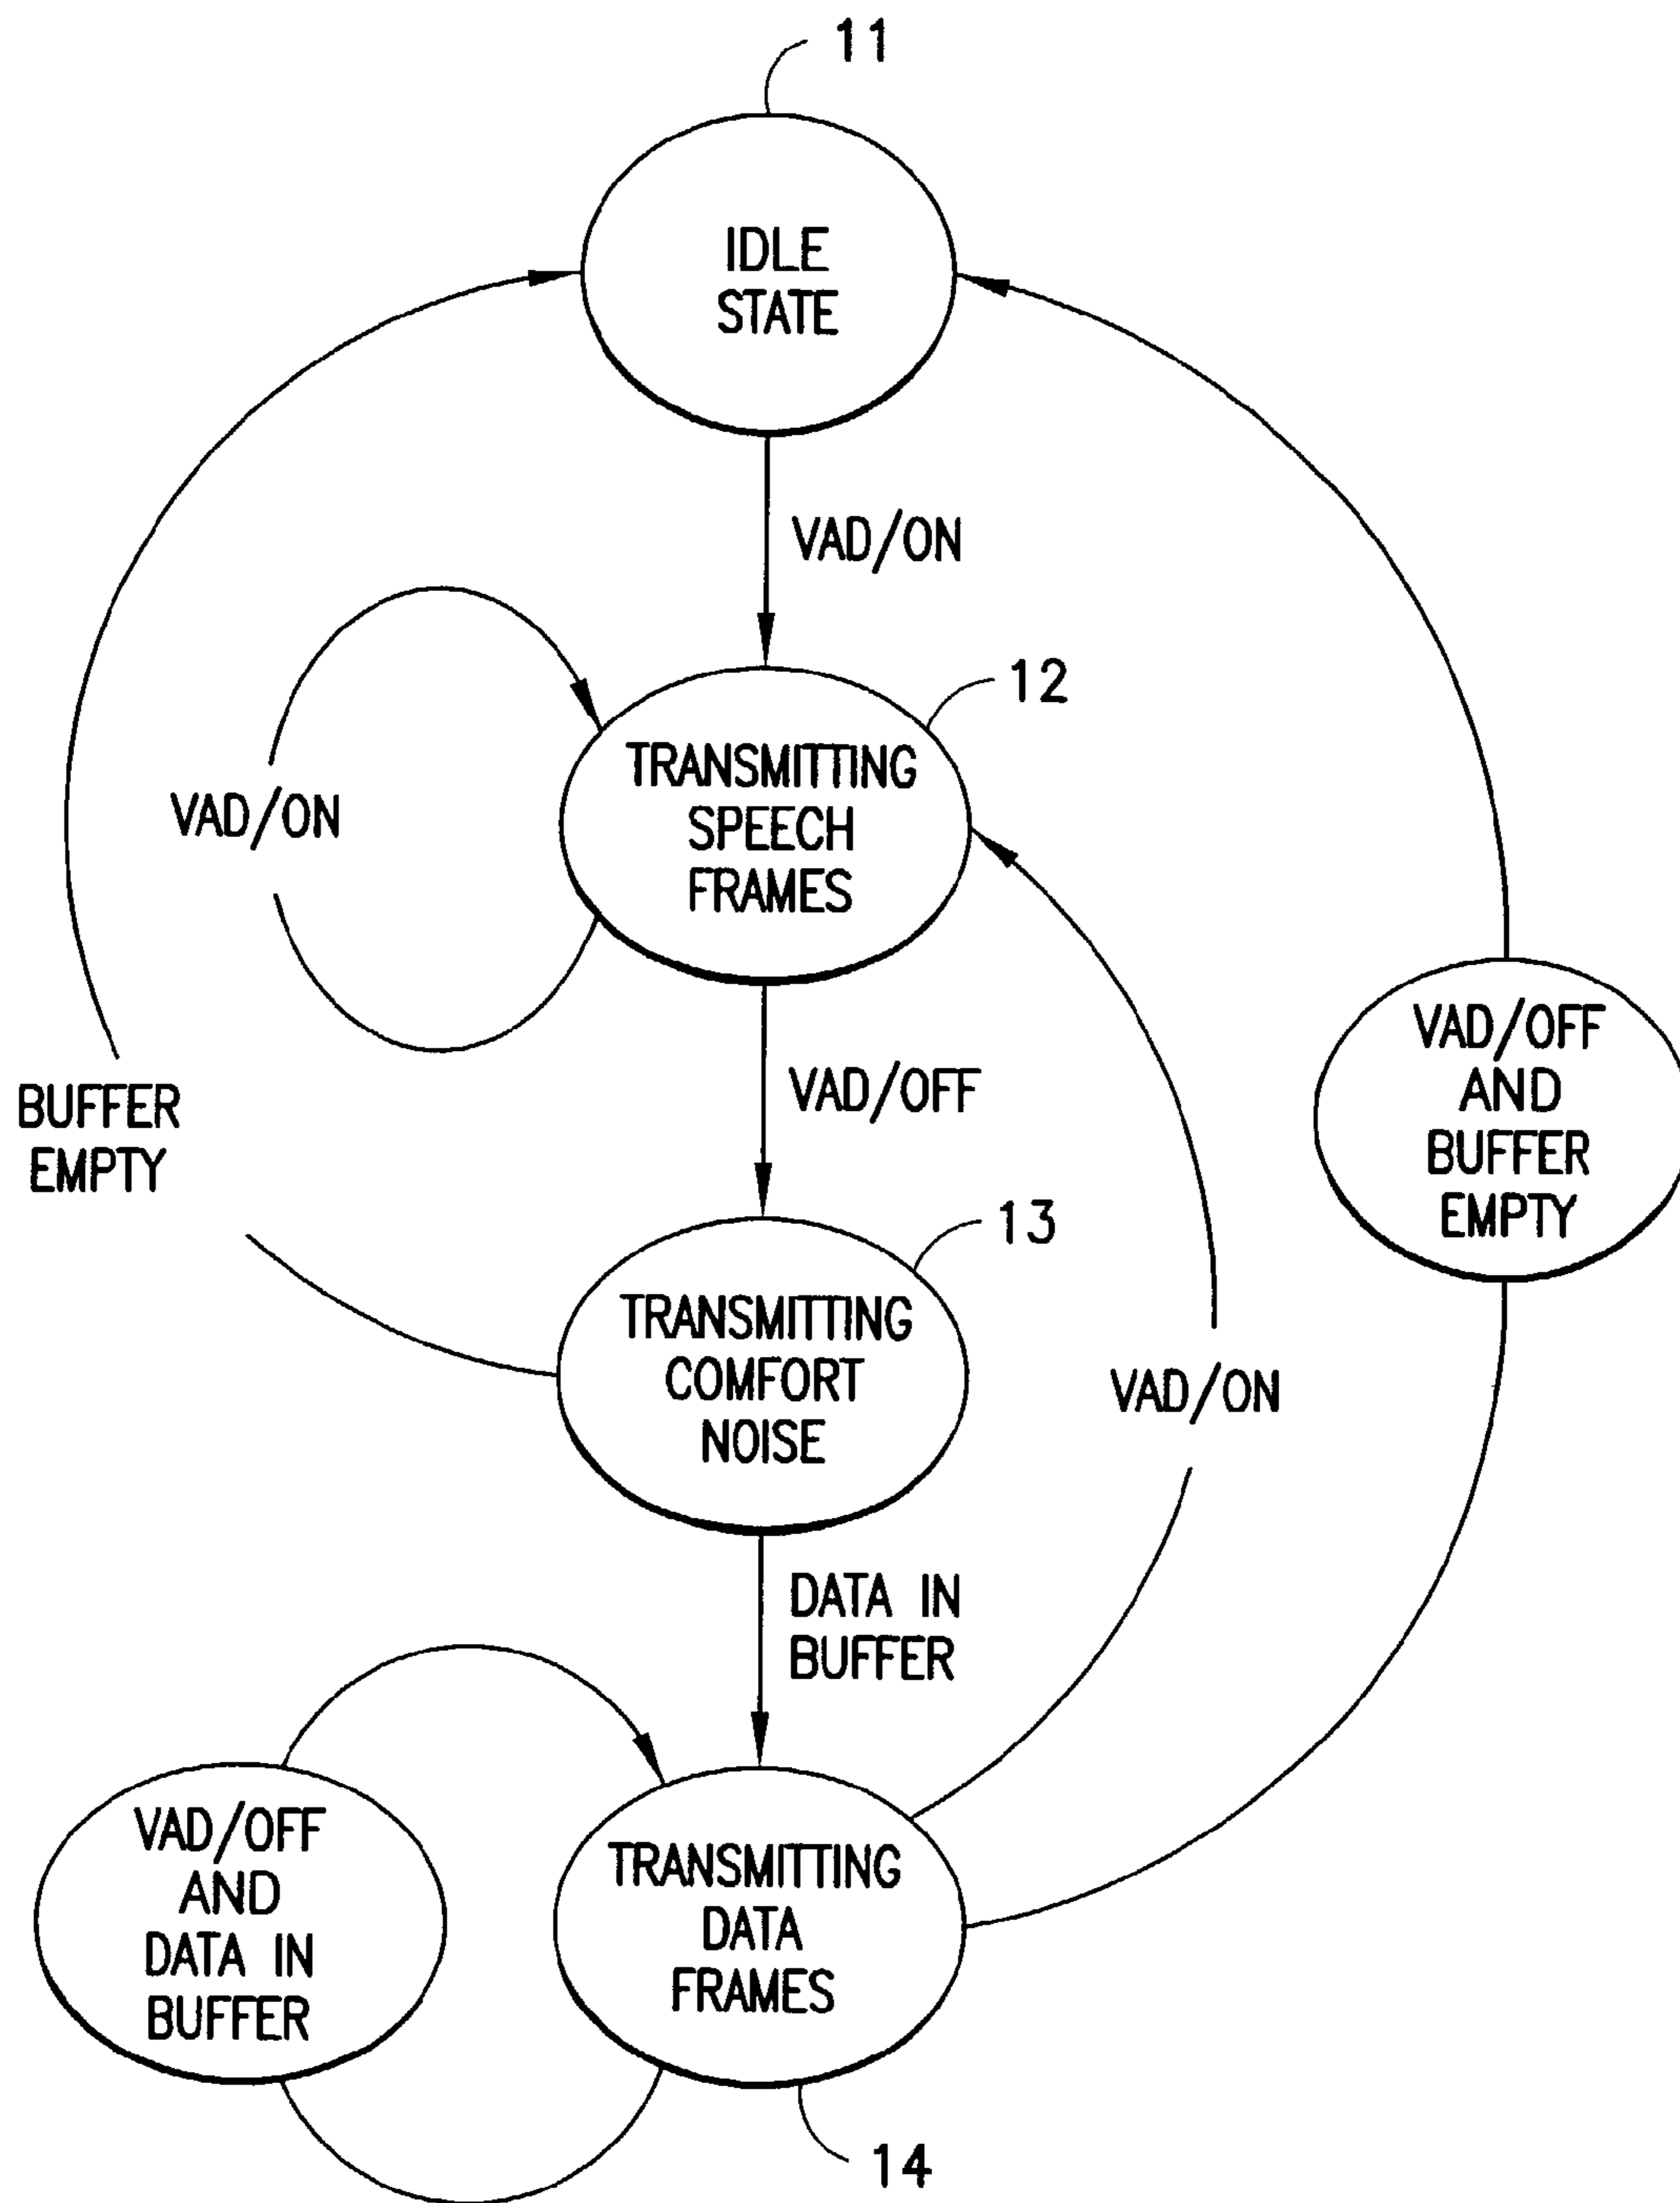 11
IDLE
STATE
VAD/ON
12
TRANSMITTING
SPEECH
FRAMES
VAD/ON
VAD/OFF
AND
BUFFER
EMPTY
VAD/OFF
BUFFER
EMPTY
13
TRANSMITTING
COMFORT
NOISE
VAD/ON
DATA IN
BUFFER
VAD/OFF
AND
DATA IN
BUFFER
TRANSMITTING
DATA
FRAMES
14